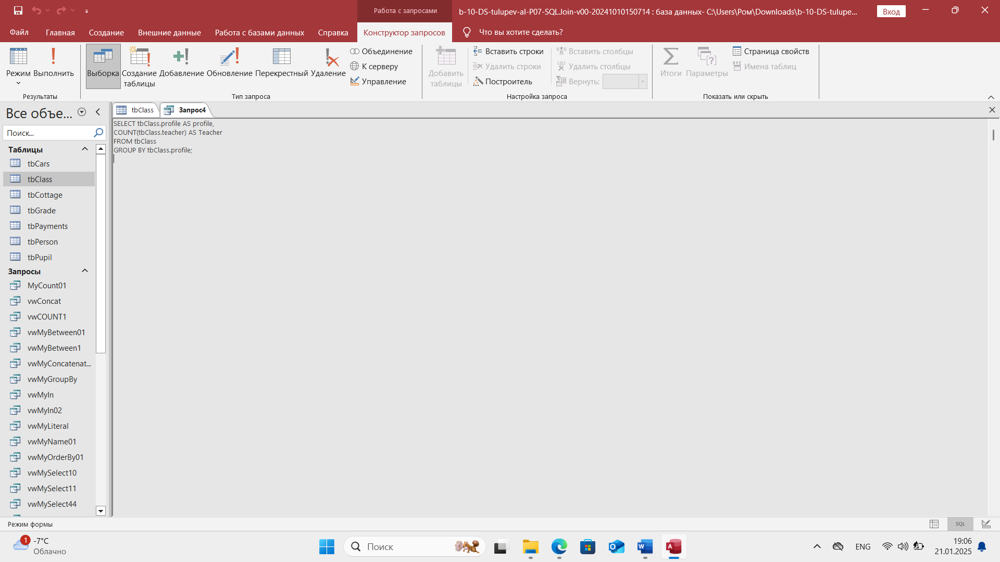 Работа с запросами
b-10-DS-tulupev-al-P07-SQLJoin-v00-20241010150714 : база данных- C:\Users\Ром\Downloads\b-10-DS-tulupe...
Вход
Файл
Главная
Создание
Внешние данные
Работа с базами данных
Справка
Конструктор запросов
Что вы хотите сделать?
Режим
Выполнить
Результаты
Выборка
Создание таблицы
Добавление
Обновление
Перекрестный
Удаление
Объединение
К серверу
Управление
Тип запроса
Добавить таблицы
Вставить строки
Удалить строки
Построитель
Вставить столбцы
Удалить столбцы
Вернуть:
Настройка запроса
Итоги
Параметры
Страница свойств
Имена таблиц
Показать или скрыть
Все объе...
Поиск...
Таблицы
tbCars
tbClass
tbCottage
tbGrade
tbPayments
tbPerson
tbPupil
Запросы
MyCount01
vwConcat
vwCOUNT1
vwMyBetween01
vwMyBetween1
vwMyConcatenat...
vwMyGroupBy
vwMyIn
vwMyIn02
vwMyLiteral
vwMyName01
vwMyOrderBy01
vwMySelect10
vwMySelect11
vwMySelect44
tbClass
Запрос4
SELECT tbClass.profile AS profile,
COUNT(tbClass.teacher) AS Teacher
FROM tbClass
GROUP BY tbClass.profile;
Режим формы
SQL
1
-7°C
Облачно
Поиск
ENG
19:06
21.01.2025